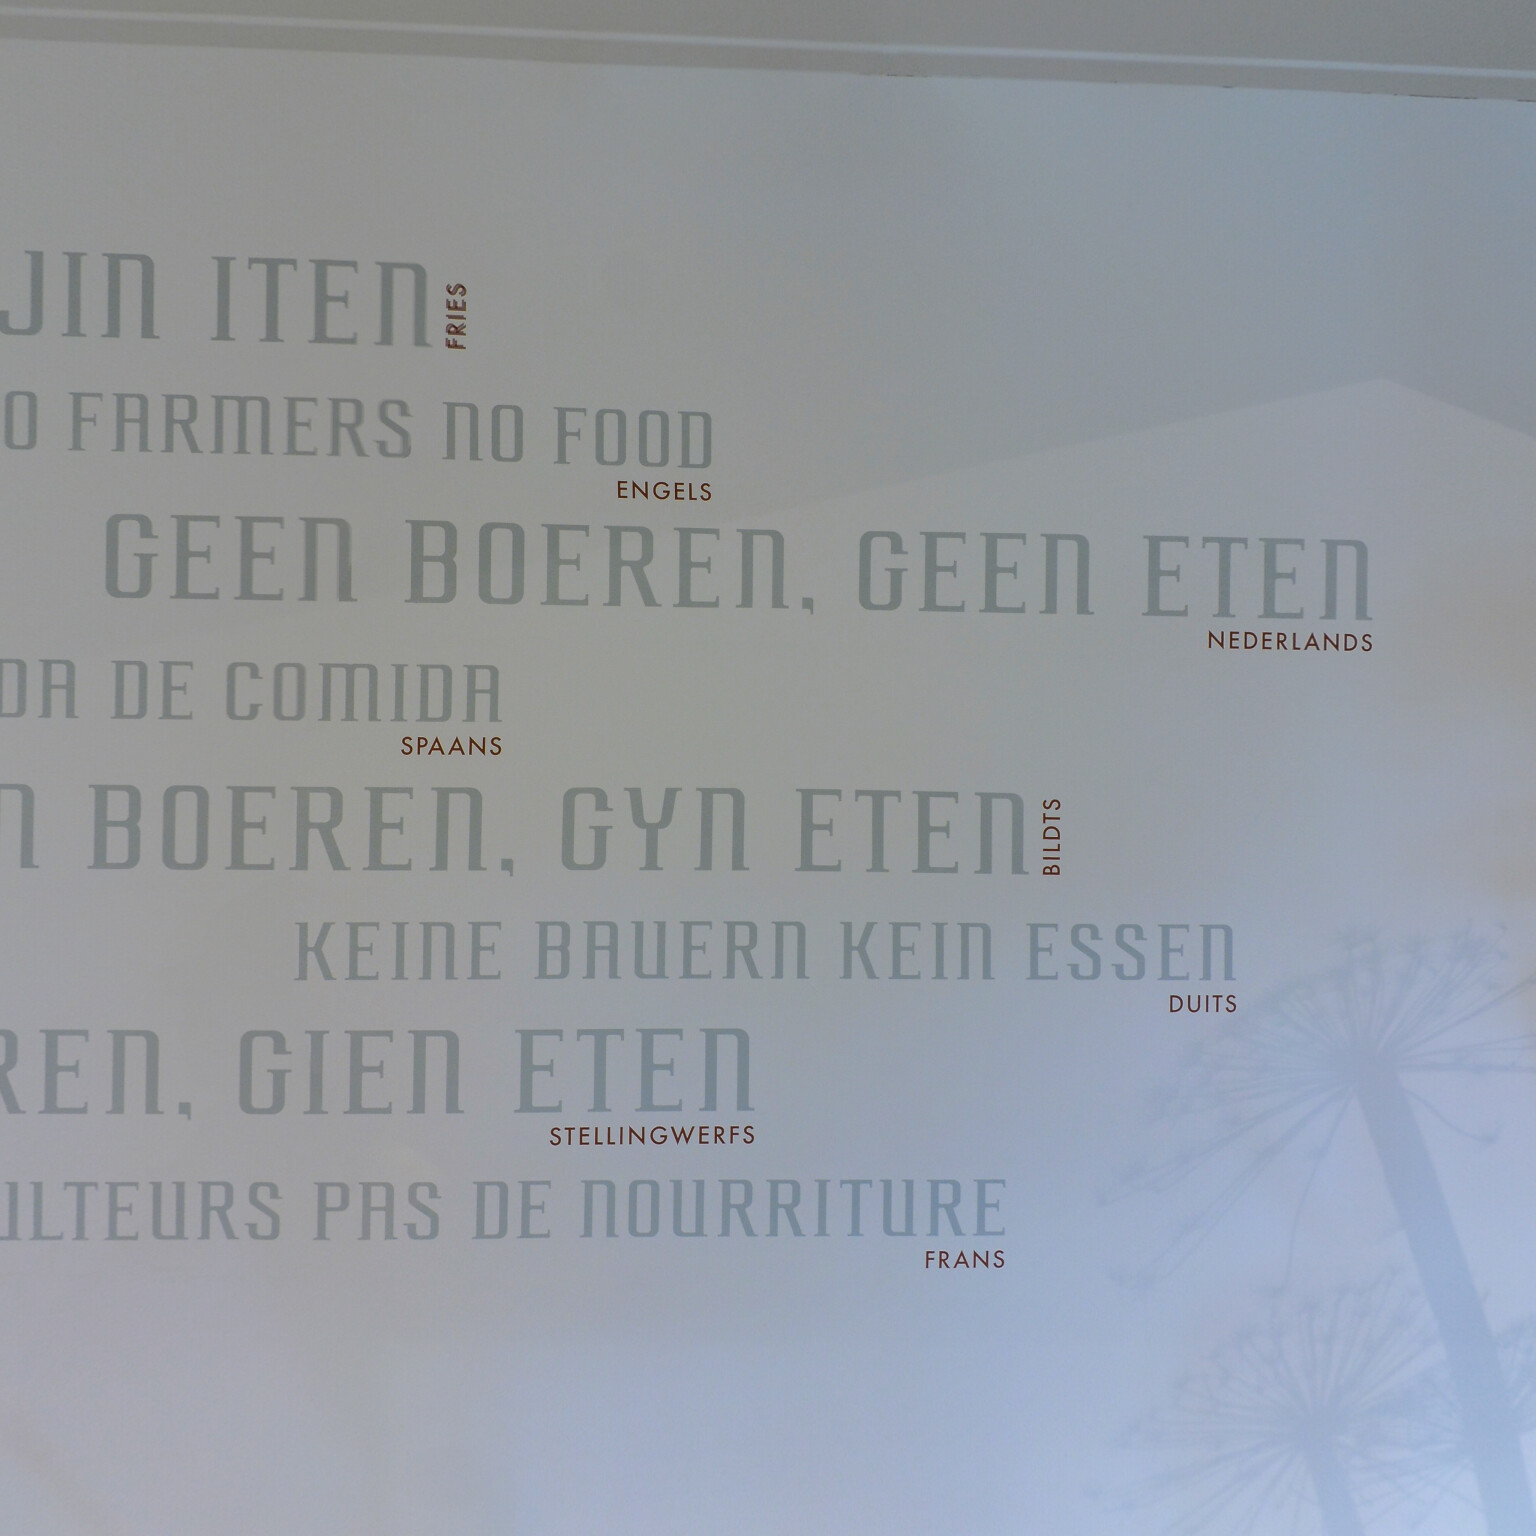 JIN ITEN
FRIES
O FARMERS NO FOOD
ENGELS
GEEN BOEREN, GEEN ETEN
NEDERLANDS
DA DE COMIDA
SPAANS
N BOEREN, GYN ETEN
BILDTS
KEINE BAUERN KEIN ESSEN
DUITS
REN, GIEN ETEN
STELLINGWERFS
ULTEURS PAS DE NOURRITURE
FRANS